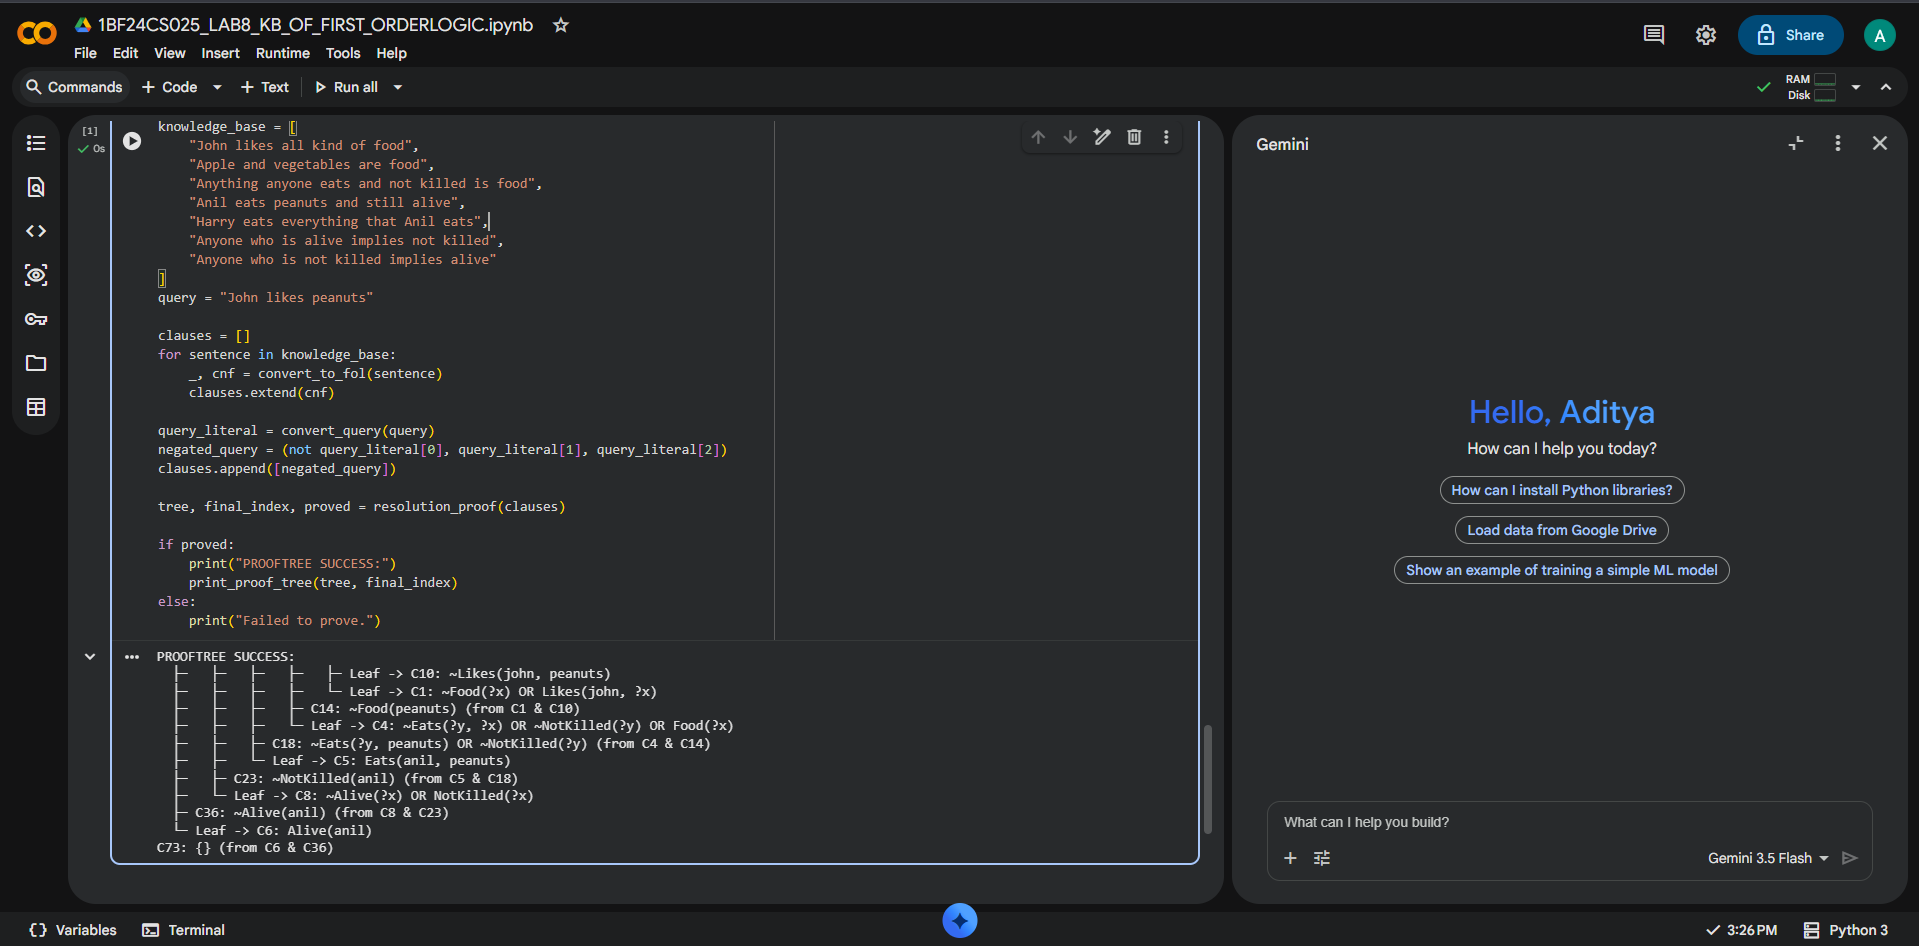 1BF24CS025_LAB8_KB_OF_FIRST_ORDERLOGIC.ipynb
File Edit View Insert Runtime Tools Help
Share
A
Commands
+ Code
+ Text
Run all
RAM
Disk
[1]
0s
knowledge_base = [
    "John likes all kind of food",
    "Apple and vegetables are food",
    "Anything anyone eats and not killed is food",
    "Anil eats peanuts and still alive",
    "Harry eats everything that Anil eats",
    "Anyone who is alive implies not killed",
    "Anyone who is not killed implies alive"
]
query = "John likes peanuts"
clauses = []
for sentence in knowledge_base:
    _, cnf = convert_to_fol(sentence)
    clauses.extend(cnf)
query_literal = convert_query(query)
negated_query = (not query_literal[0], query_literal[1], query_literal[2])
clauses.append([negated_query])
tree, final_index, proved = resolution_proof(clauses)
if proved:
    print("PROOFTREE SUCCESS:")
    print_proof_tree(tree, final_index)
else:
    print("Failed to prove.")
PROOFTREE SUCCESS:
├─ ├─ ├─ ├─ ├─ Leaf -> C10: ~Likes(john, peanuts)
├─ ├─ ├─ ├─ └─ Leaf -> C1: ~Food(?x) OR Likes(john, ?x)
├─ ├─ ├─ ├─ C14: ~Food(peanuts) (from C1 & C10)
├─ ├─ ├─ └─ Leaf -> C4: ~Eats(?y, ?x) OR ~NotKilled(?y) OR Food(?x)
├─ ├─ ├─ C18: ~Eats(?y, peanuts) OR ~NotKilled(?y) (from C4 & C14)
├─ ├─ └─ Leaf -> C5: Eats(anil, peanuts)
├─ ├─ C23: ~NotKilled(anil) (from C5 & C18)
├─ └─ Leaf -> C8: ~Alive(?x) OR NotKilled(?x)
├─ C36: ~Alive(anil) (from C8 & C23)
└─ Leaf -> C6: Alive(anil)
C73: {} (from C6 & C36)
Gemini
Hello, Aditya
How can I help you today?
How can I install Python libraries?
Load data from Google Drive
Show an example of training a simple ML model
What can I help you build?
Gemini 3.5 Flash
{} Variables
Terminal
3:26 PM
Python 3